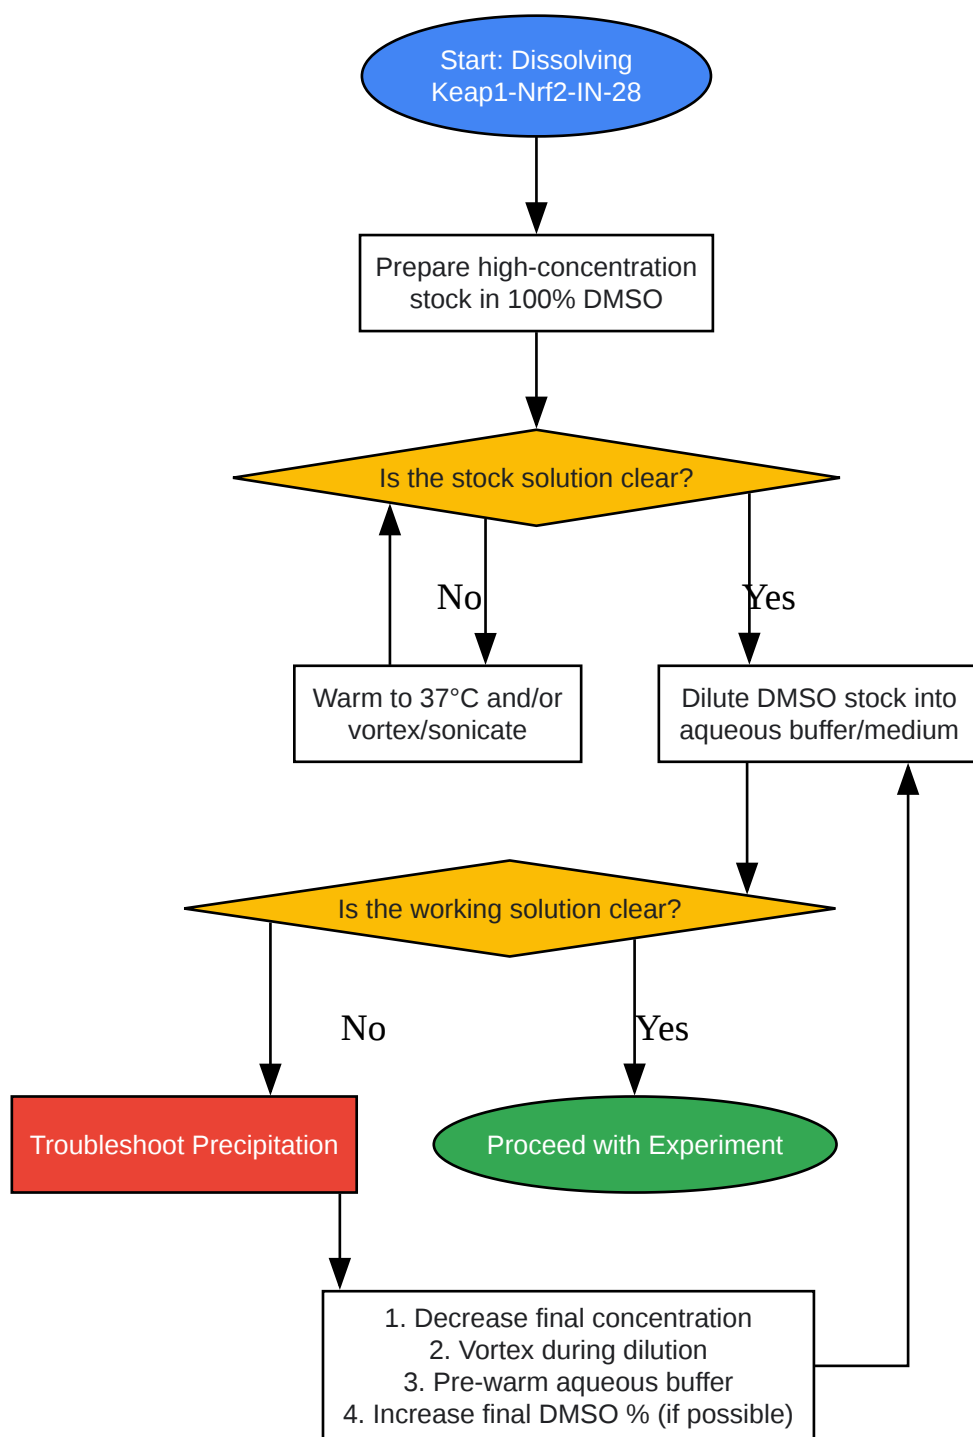 Start: Dissolving
Keap1-Nrf2-IN-28
Prepare high-concentration
stock in 100% DMSO
Is the stock solution clear?
No
Yes
Warm to 37°C and/or
vortex/sonicate
Dilute DMSO stock into
aqueous buffer/medium
Is the working solution clear?
No
Yes
Troubleshoot Precipitation
Proceed with Experiment
1. Decrease final concentration
2. Vortex during dilution
3. Pre-warm aqueous buffer
4. Increase final DMSO % (if possible)